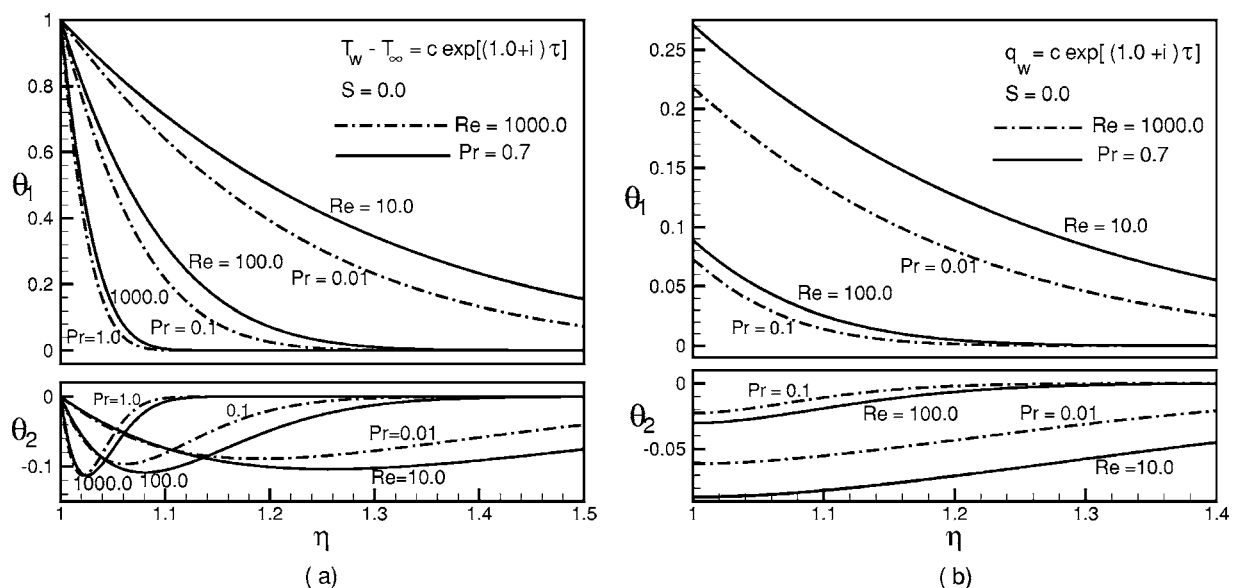 1
0.8
0.6
0.4
0.2
0
θ₁
T_w - T_∞ = c exp[(1.0+i)τ]
S = 0.0
Re = 1000.0
Pr = 0.7
Re = 10.0
Re = 100.0
Pr = 0.01
1000.0
Pr = 0.1
Pr=1.0
0
-0.1
θ₂
Pr=1.0
0.1
Pr=0.01
1000.0
100.0
Re=10.0
1
1.1
1.2
1.3
1.4
1.5
η
( a )
0.25
0.2
0.15
0.1
0.05
0
θ₁
q_w = c exp[ (1.0 +i ) τ]
S = 0.0
Re = 1000.0
Pr = 0.7
Re = 10.0
Pr = 0.01
Re = 100.0
Pr = 0.1
0
-0.05
θ₂
Pr = 0.1
Re = 100.0
Pr = 0.01
Re =10.0
1
1.1
1.2
1.3
1.4
η
( b )